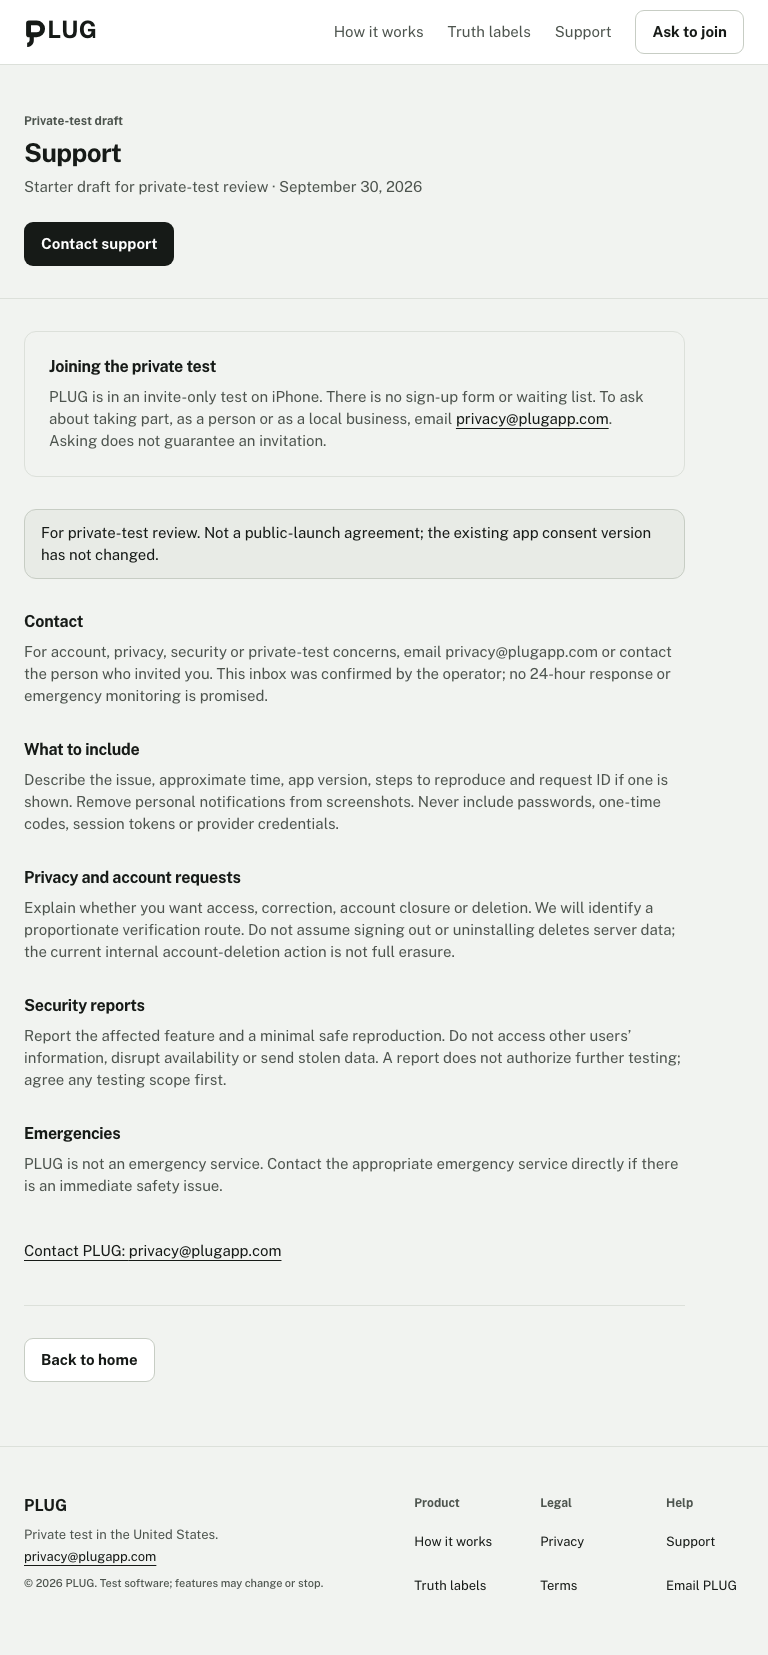 PLUG
How it works
Truth labels
Support
Ask to join
Private-test draft
Support
Starter draft for private-test review · September 30, 2026
Contact support
Joining the private test
PLUG is in an invite-only test on iPhone. There is no sign-up form or waiting list. To ask
about taking part, as a person or as a local business, email privacy@plugapp.com.
Asking does not guarantee an invitation.
For private-test review. Not a public-launch agreement; the existing app consent version
has not changed.
Contact
For account, privacy, security or private-test concerns, email privacy@plugapp.com or contact
the person who invited you. This inbox was confirmed by the operator; no 24-hour response or
emergency monitoring is promised.
What to include
Describe the issue, approximate time, app version, steps to reproduce and request ID if one is
shown. Remove personal notifications from screenshots. Never include passwords, one-time
codes, session tokens or provider credentials.
Privacy and account requests
Explain whether you want access, correction, account closure or deletion. We will identify a
proportionate verification route. Do not assume signing out or uninstalling deletes server data;
the current internal account-deletion action is not full erasure.
Security reports
Report the affected feature and a minimal safe reproduction. Do not access other users’
information, disrupt availability or send stolen data. A report does not authorize further testing;
agree any testing scope first.
Emergencies
PLUG is not an emergency service. Contact the appropriate emergency service directly if there
is an immediate safety issue.
Contact PLUG: privacy@plugapp.com
Back to home
PLUG
Private test in the United States.
privacy@plugapp.com
© 2026 PLUG. Test software; features may change or stop.
Product
How it works
Truth labels
Legal
Privacy
Terms
Help
Support
Email PLUG